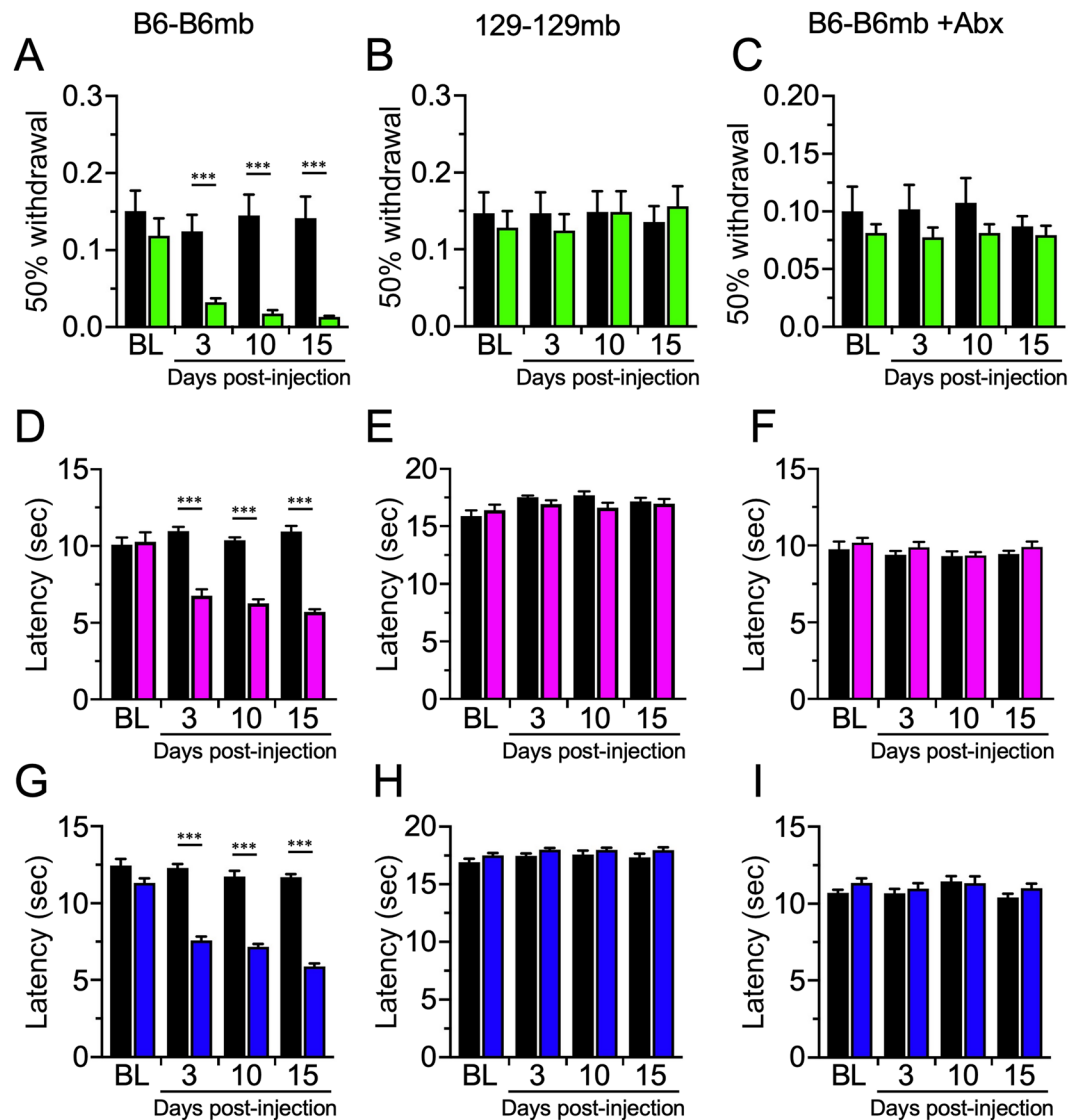 B6-B6mb 129-129mb B6-B6mb +Abx
A B C
0.3 0.3 0.20
*** *** ***
0.2 0.2 0.15
50% withdrawal 50% withdrawal 50% withdrawal
0.10
0.1 0.1
0.05
0.0 0.0 0.00
BL 3 10 15 BL 3 10 15 BL 3 10 15
Days post-injection Days post-injection Days post-injection
D E F
15 20 15
*** *** ***
15
10 10
Latency (sec) Latency (sec) Latency (sec)
10
5 5 5
0 0 0
BL 3 10 15 BL 3 10 15 BL 3 10 15
Days post-injection Days post-injection Days post-injection
G H I
15 20 15
*** *** ***
15
10 10
Latency (sec) Latency (sec) Latency (sec)
10
5 5 5
0 0 0
BL 3 10 15 BL 3 10 15 BL 3 10 15
Days post-injection Days post-injection Days post-injection